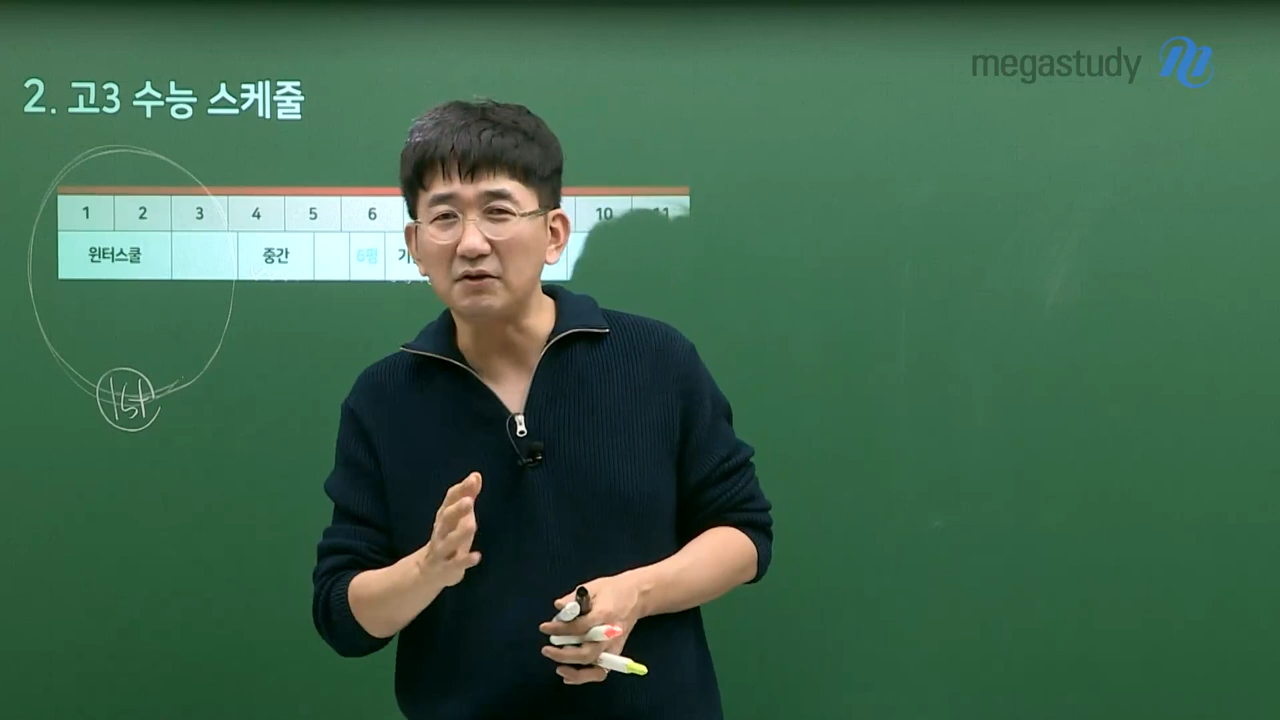 megastudy
2. 고3 수능 스케줄
1 2 3 4 5 6 10 11
윈터스쿨 중간 6평
1st